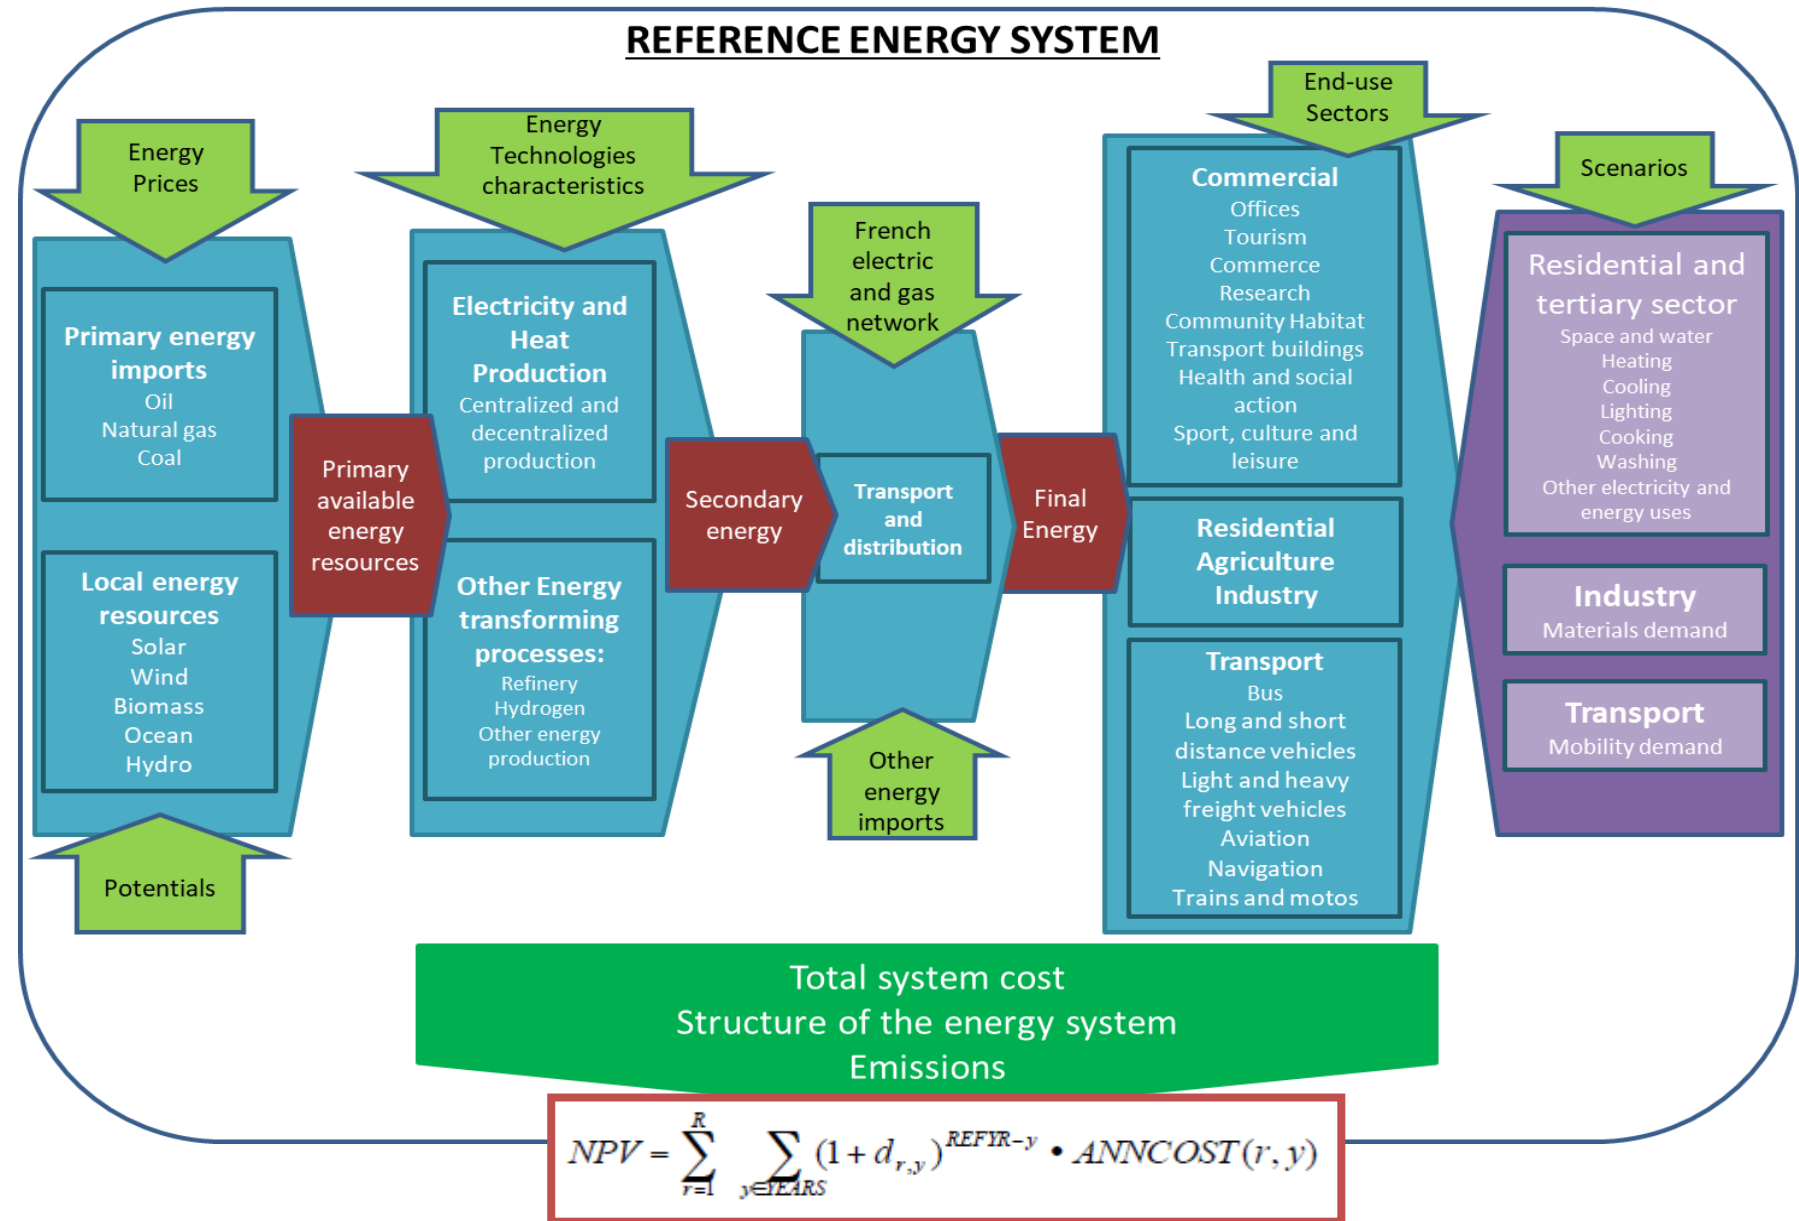 REFERENCE ENERGY SYSTEM
Energy
Prices
Primary energy
imports
Oil
Natural gas
Coal
Local energy
resources
Solar
Wind
Biomass
Ocean
Hydro
Potentials
Primary
available
energy
resources
Energy
Technologies
characteristics
Electricity and
Heat
Production
Centralized and
decentralized
production
Other Energy
transforming
processes:
Refinery
Hydrogen
Other energy
production
Secondary
energy
French
electric
and gas
network
Transport
and
distribution
Other
energy
imports
Final
Energy
End-use
Sectors
Commercial
Offices
Tourism
Commerce
Research
Community Habitat
Transport buildings
Health and social
action
Sport, culture and
leisure
Residential
Agriculture
Industry
Transport
Bus
Long and short
distance vehicles
Light and heavy
freight vehicles
Aviation
Navigation
Trains and motos
Scenarios
Residential and
tertiary sector
Space and water
Heating
Cooling
Lighting
Cooking
Washing
Other electricity and
energy uses
Industry
Materials demand
Transport
Mobility demand
Total system cost
Structure of the energy system
Emissions
NPV = ∑_{r=1}^{R} ∑_{y∈YEARS} (1 + d_{r,y})^{REFYR−y} • ANNCOST(r, y)